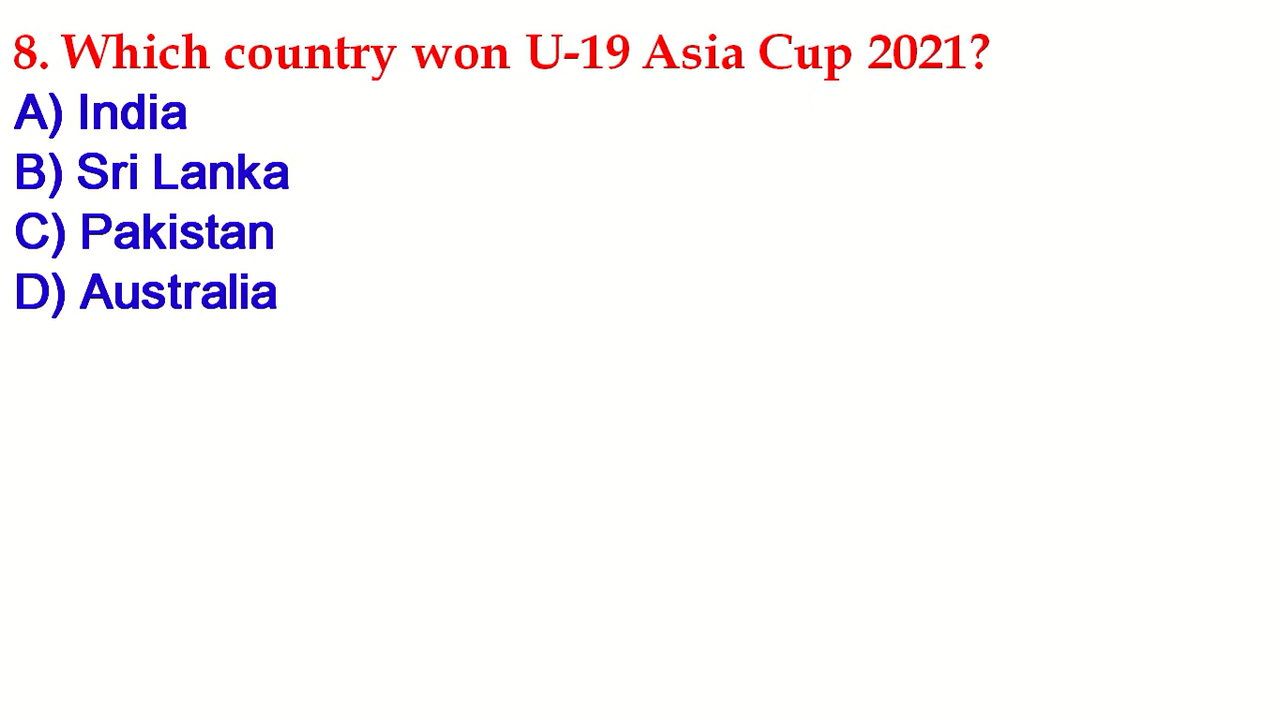 8. Which country won U-19 Asia Cup 2021?
A) India
B) Sri Lanka
C) Pakistan
D) Australia